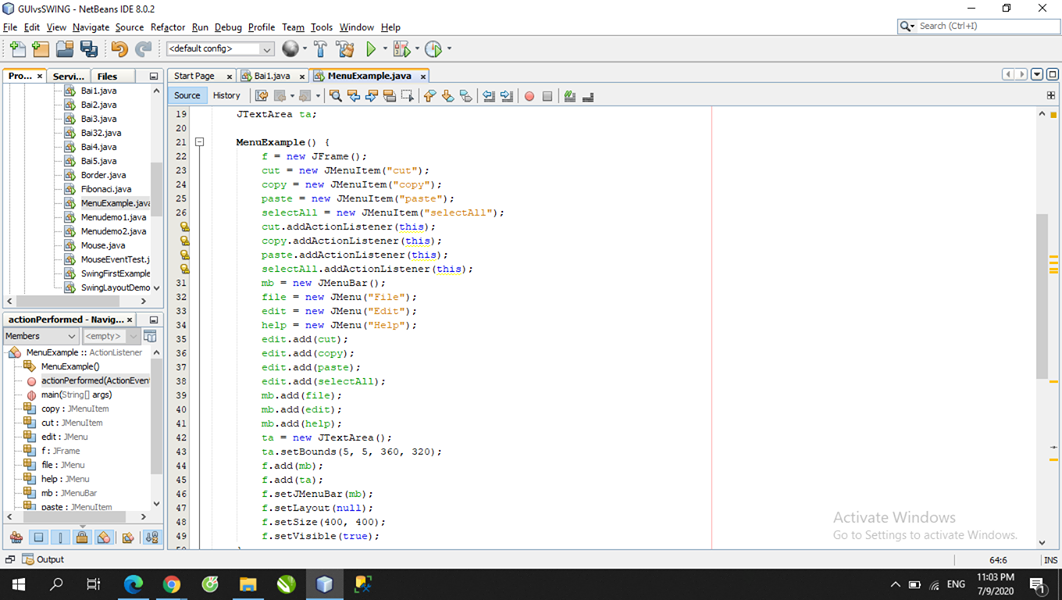 GUIvsSWING - NetBeans IDE 8.0.2
File Edit View Navigate Source Refactor Run Debug Profile Team Tools Window Help
Search (Ctrl+I)
<default config>
Pro... × Servi... Files
Start Page × Bai1.java × MenuExample.java ×
Source History
Bai1.java
Bai2.java
Bai3.java
Bai32.java
Bai4.java
Bai5.java
Border.java
Fibonaci.java
MenuExample.java
Menudemo1.java
Menudemo2.java
Mouse.java
MouseEventTest.j
SwingFirstExample
SwingLayoutDemo
actionPerformed - Navig... ×
Members <empty>
MenuExample :: ActionListener
MenuExample()
actionPerformed(ActionEvent
main(String[] args)
copy : JMenuItem
cut : JMenuItem
edit : JMenu
f : JFrame
file : JMenu
help : JMenu
mb : JMenuBar
paste : JMenuItem
19 JTextArea ta;
20
21 MenuExample() {
22 f = new JFrame();
23 cut = new JMenuItem("cut");
24 copy = new JMenuItem("copy");
25 paste = new JMenuItem("paste");
26 selectAll = new JMenuItem("selectAll");
cut.addActionListener(this);
copy.addActionListener(this);
paste.addActionListener(this);
selectAll.addActionListener(this);
31 mb = new JMenuBar();
32 file = new JMenu("File");
33 edit = new JMenu("Edit");
34 help = new JMenu("Help");
35 edit.add(cut);
36 edit.add(copy);
37 edit.add(paste);
38 edit.add(selectAll);
39 mb.add(file);
40 mb.add(edit);
41 mb.add(help);
42 ta = new JTextArea();
43 ta.setBounds(5, 5, 360, 320);
44 f.add(mb);
45 f.add(ta);
46 f.setJMenuBar(mb);
47 f.setLayout(null);
48 f.setSize(400, 400);
49 f.setVisible(true);
Activate Windows
Go to Settings to activate Windows.
Output
64:6 INS
ENG
11:03 PM
7/9/2020
1